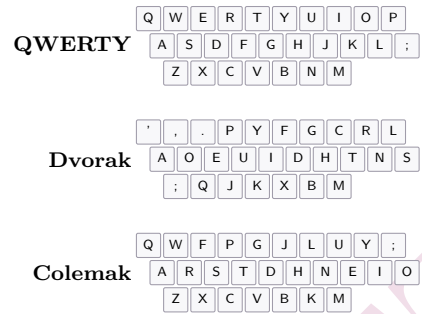 Q W E R T Y U I O P
QWERTY A S D F G H J K L ;
Z X C V B N M
' , . P Y F G C R L
Dvorak A O E U I D H T N S
; Q J K X B M
Q W F P G J L U Y ;
Colemak A R S T D H N E I O
Z X C V B K M